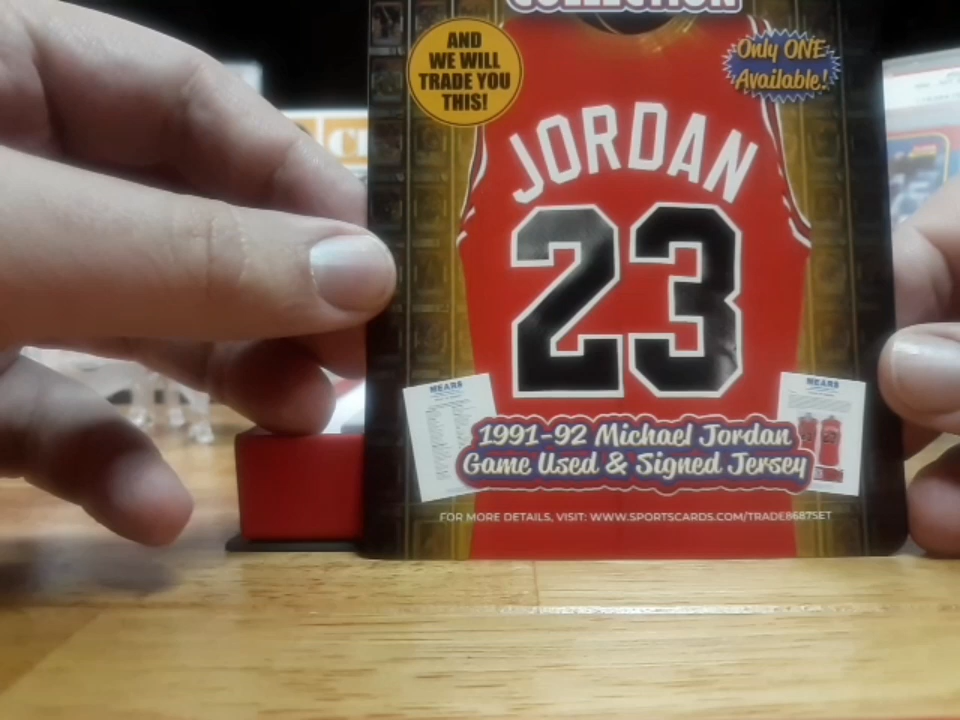 COLLECTION
AND
WE WILL
TRADE YOU
THIS!
Only ONE
Available!
JORDAN
23
MEARS
MEARS
1991-92 Michael Jordan
Game Used & Signed Jersey
FOR MORE DETAILS, VISIT: WWW.SPORTSCARDS.COM/TRADE8687SET